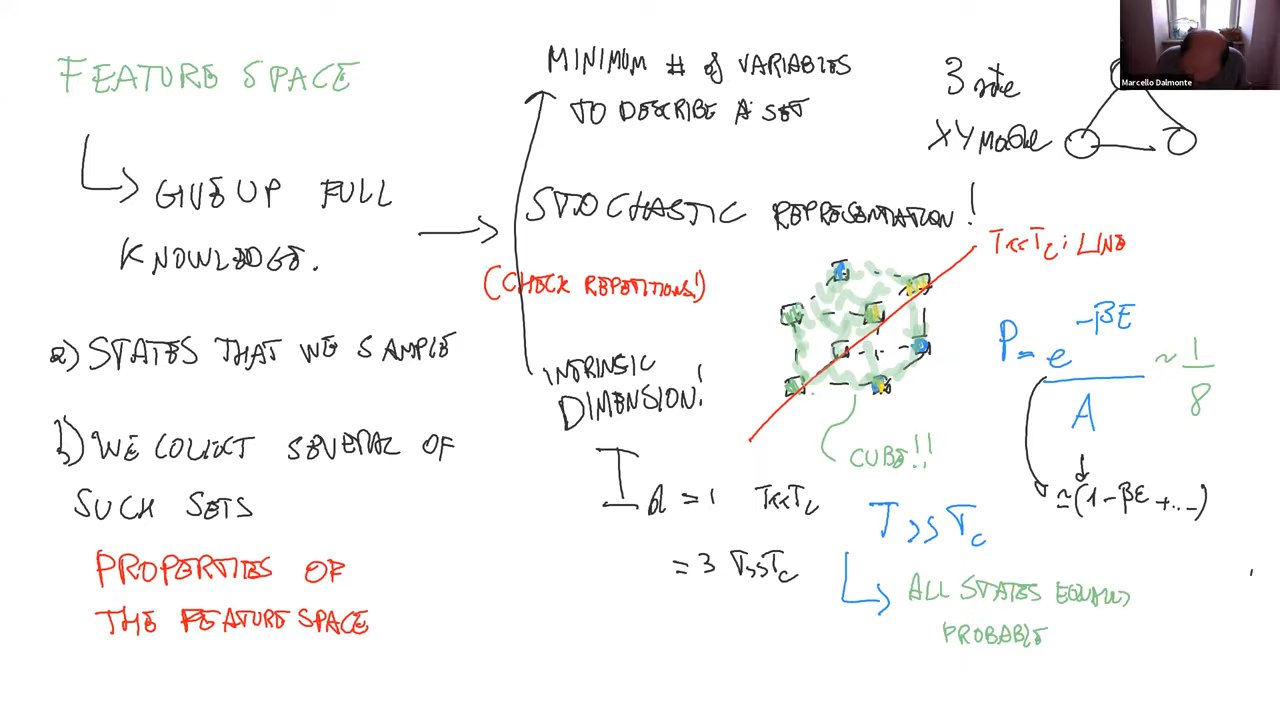 FEATURE SPACE
GIVE UP FULL
KNOWLEDGE.
a) STATES THAT WE SAMPLE
b) WE COLLECT SEVERAL OF
SUCH SETS
PROPERTIES OF
THE FEATURE SPACE
MINIMUM # of VARIABLES
TO DESCRIBE A SET
STOCHASTIC REPRESENTATION!
(CHECK REPETITIONS!)
INTRINSIC
DIMENSION!
I_d = 1 T<<T_c
= 3 T>>T_c
3 site
XY model
Marcello Dalmonte
T<<T_c : LINE
CUBE!!
P = e^{-βE} / A ~ 1/8
≃ (1-βE+...)
T >> T_c
ALL STATES EQUALLY
PROBABLE